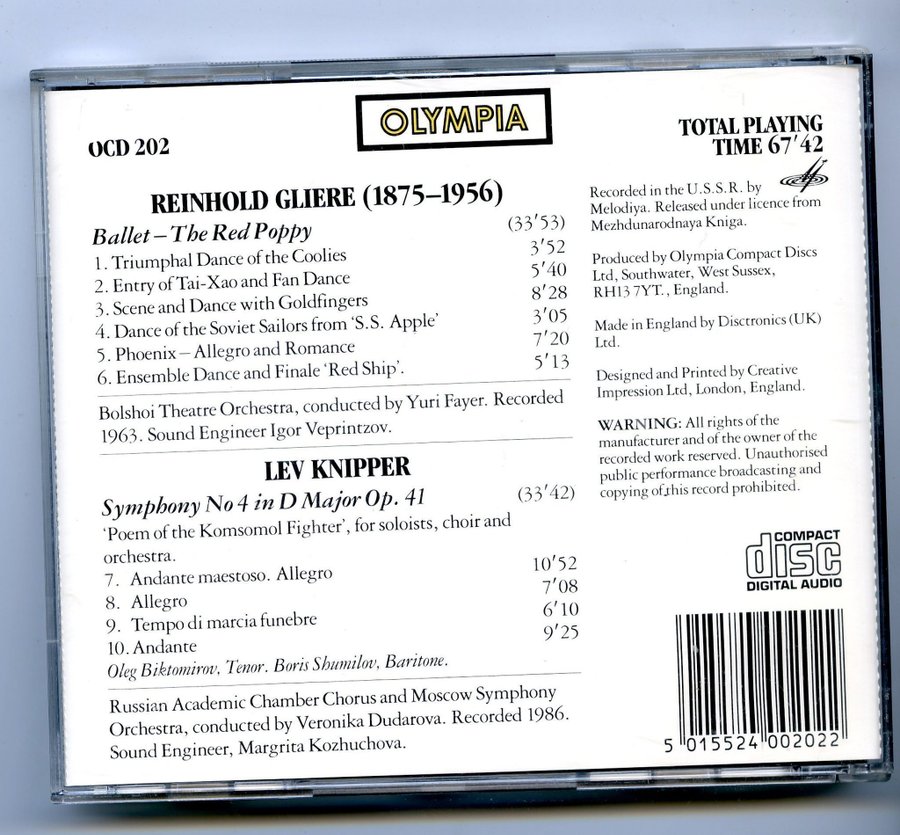 OLYMPIA
OCD 202
TOTAL PLAYING
TIME 67'42
REINHOLD GLIERE (1875–1956)
Ballet – The Red Poppy (33'53)
1. Triumphal Dance of the Coolies 3'52
2. Entry of Tai-Xao and Fan Dance 5'40
3. Scene and Dance with Goldfingers 8'28
4. Dance of the Soviet Sailors from 'S.S. Apple' 3'05
5. Phoenix – Allegro and Romance 7'20
6. Ensemble Dance and Finale 'Red Ship'. 5'13
Bolshoi Theatre Orchestra, conducted by Yuri Fayer. Recorded
1963. Sound Engineer Igor Veprintzov.
LEV KNIPPER
Symphony No 4 in D Major Op. 41 (33'42)
'Poem of the Komsomol Fighter', for soloists, choir and
orchestra.
7. Andante maestoso. Allegro 10'52
8. Allegro 7'08
9. Tempo di marcia funebre 6'10
10. Andante 9'25
Oleg Biktomirov, Tenor. Boris Shumilov, Baritone.
Russian Academic Chamber Chorus and Moscow Symphony
Orchestra, conducted by Veronika Dudarova. Recorded 1986.
Sound Engineer, Margrita Kozhuchova.
Recorded in the U.S.S.R. by
Melodiya. Released under licence from
Mezhdunarodnaya Kniga.
Produced by Olympia Compact Discs
Ltd, Southwater, West Sussex,
RH13 7YT., England.
Made in England by Disctronics (UK)
Ltd.
Designed and Printed by Creative
Impression Ltd, London, England.
WARNING: All rights of the
manufacturer and of the owner of the
recorded work reserved. Unauthorised
public performance broadcasting and
copying of this record prohibited.
COMPACT
disc
DIGITAL AUDIO
5 015524 002022